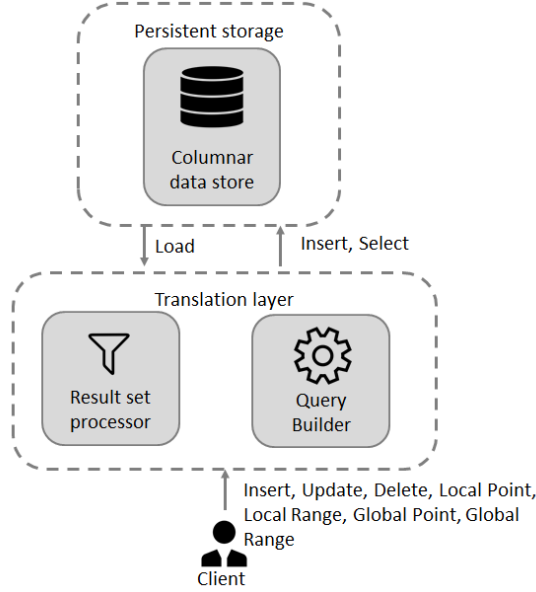 Persistent storage
Columnar
data store
Load
Insert, Select
Translation layer
Result set
processor
Query
Builder
Insert, Update, Delete, Local Point,
Local Range, Global Point, Global
Range
Client